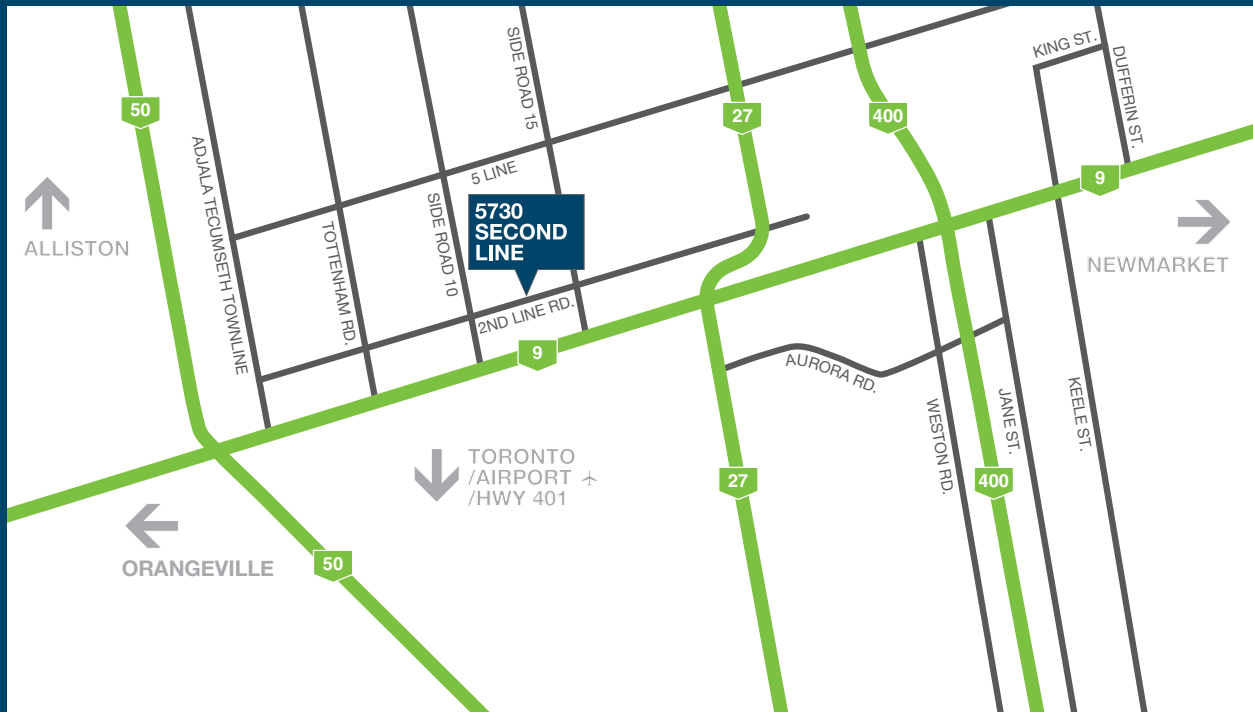 KING ST.
DUFFERIN ST.
SIDE ROAD 15
50
27
400
ADJALA TECUMSETH TOWNLINE
5 LINE
9
ALLISTON
TOTTENHAM RD.
SIDE ROAD 10
5730
SECOND
LINE
NEWMARKET
2ND LINE RD.
9
AURORA RD.
WESTON RD.
JANE ST.
KEELE ST.
TORONTO
/AIRPORT
/HWY 401
27
400
ORANGEVILLE
50